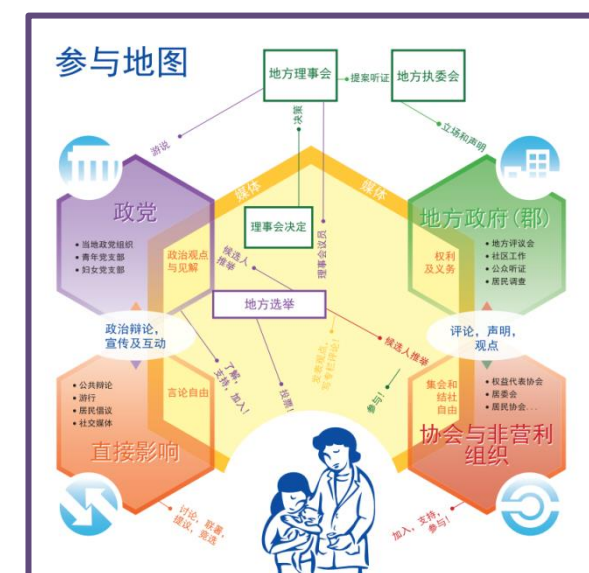 参与地图
地方理事会
提案听证
地方执委会
决策
游说
立场和声明
媒体
媒体
政党
• 当地政党组织
• 青年党支部
• 妇女党支部
理事会决定
理事会议员
地方政府(郡)
• 地方评议会
• 社区工作
• 公众听证
• 居民调查
政治观点
与见解
候选人
推举
权利
及义务
地方选举
政治辩论,
宣传及互动
候选人推举
评论,声明,
观点
了解,
支持,加入!
投票!
发表观点,
写专栏评论!
参与!
• 公共辩论
• 游行
• 居民倡议
• 社交媒体
言论自由
直接影响
集会和
结社
自由
• 权益代表协会
• 居委会
• 居民协会...
协会与非营利
组织
讨论,联署,
提议,竞选
加入,支持,
参与!